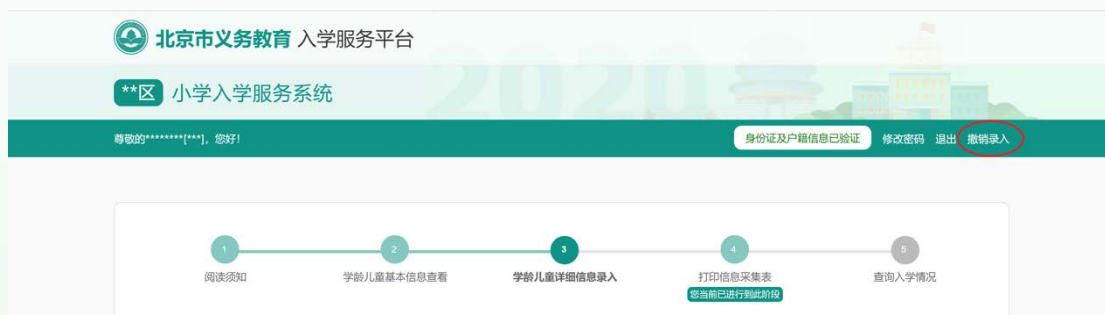 北京市义务教育 入学服务平台
2020
**区 小学入学服务系统
尊敬的********[***]，您好！ 身份证及户籍信息已验证 修改密码 退出 撤销录入
1 2 3 4 5
阅读须知 学龄儿童基本信息查看 学龄儿童详细信息录入 打印信息采集表 查询入学情况
您当前已进行到此阶段